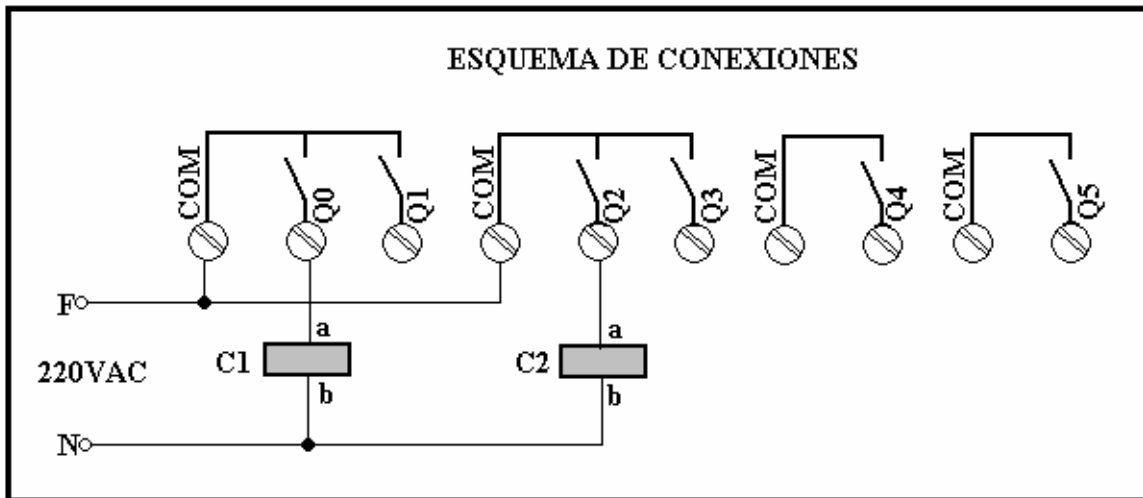 ESQUEMA DE CONEXIONES
COM
Q0
Q1
COM
Q2
Q3
COM
Q4
COM
Q5
F
a
a
C1
C2
220VAC
b
b
N